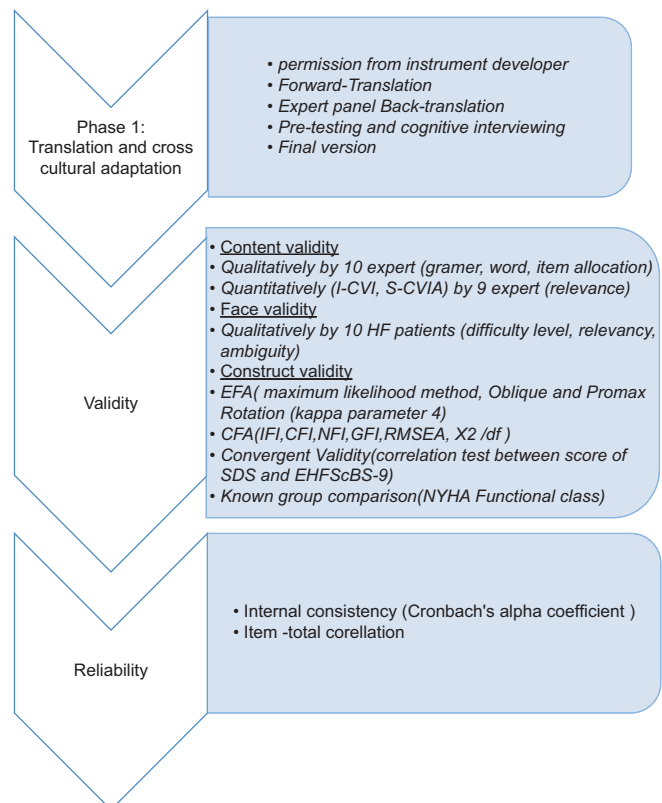 Phase 1:
Translation and cross
cultural adaptation
• permission from instrument developer
• Forward-Translation
• Expert panel Back-translation
• Pre-testing and cognitive interviewing
• Final version
Validity
• Content validity
• Qualitatively by 10 expert (gramer, word, item allocation)
• Quantitatively (I-CVI, S-CVIA) by 9 expert (relevance)
• Face validity
• Qualitatively by 10 HF patients (difficulty level, relevancy,
ambiguity)
• Construct validity
• EFA( maximum likelihood method, Oblique and Promax
Rotation (kappa parameter 4)
• CFA(IFI,CFI,NFI,GFI,RMSEA, X2 /df )
• Convergent Validity(correlation test between score of
SDS and EHFScBS-9)
• Known group comparison(NYHA Functional class)
Reliability
• Internal consistency (Cronbach's alpha coefficient )
• Item -total corellation